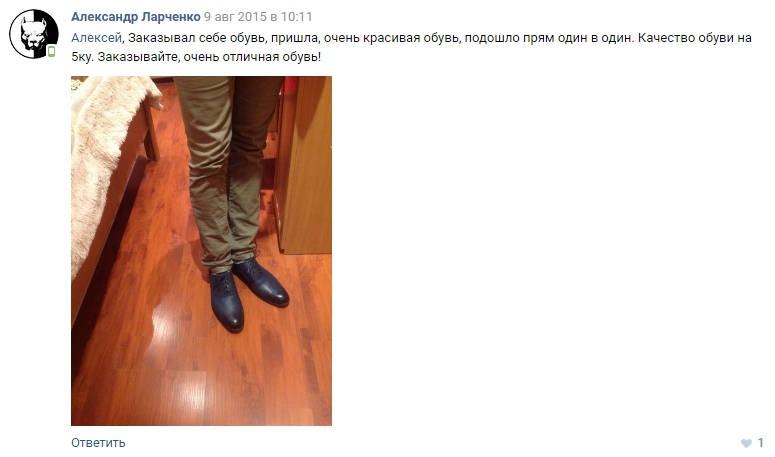 Александр Ларченко 9 авг 2015 в 10:11
Алексей, Заказывал себе обувь, пришла, очень красивая обувь, подошло прям один в один. Качество обуви на
5ку. Заказывайте, очень отличная обувь!
Ответить 1